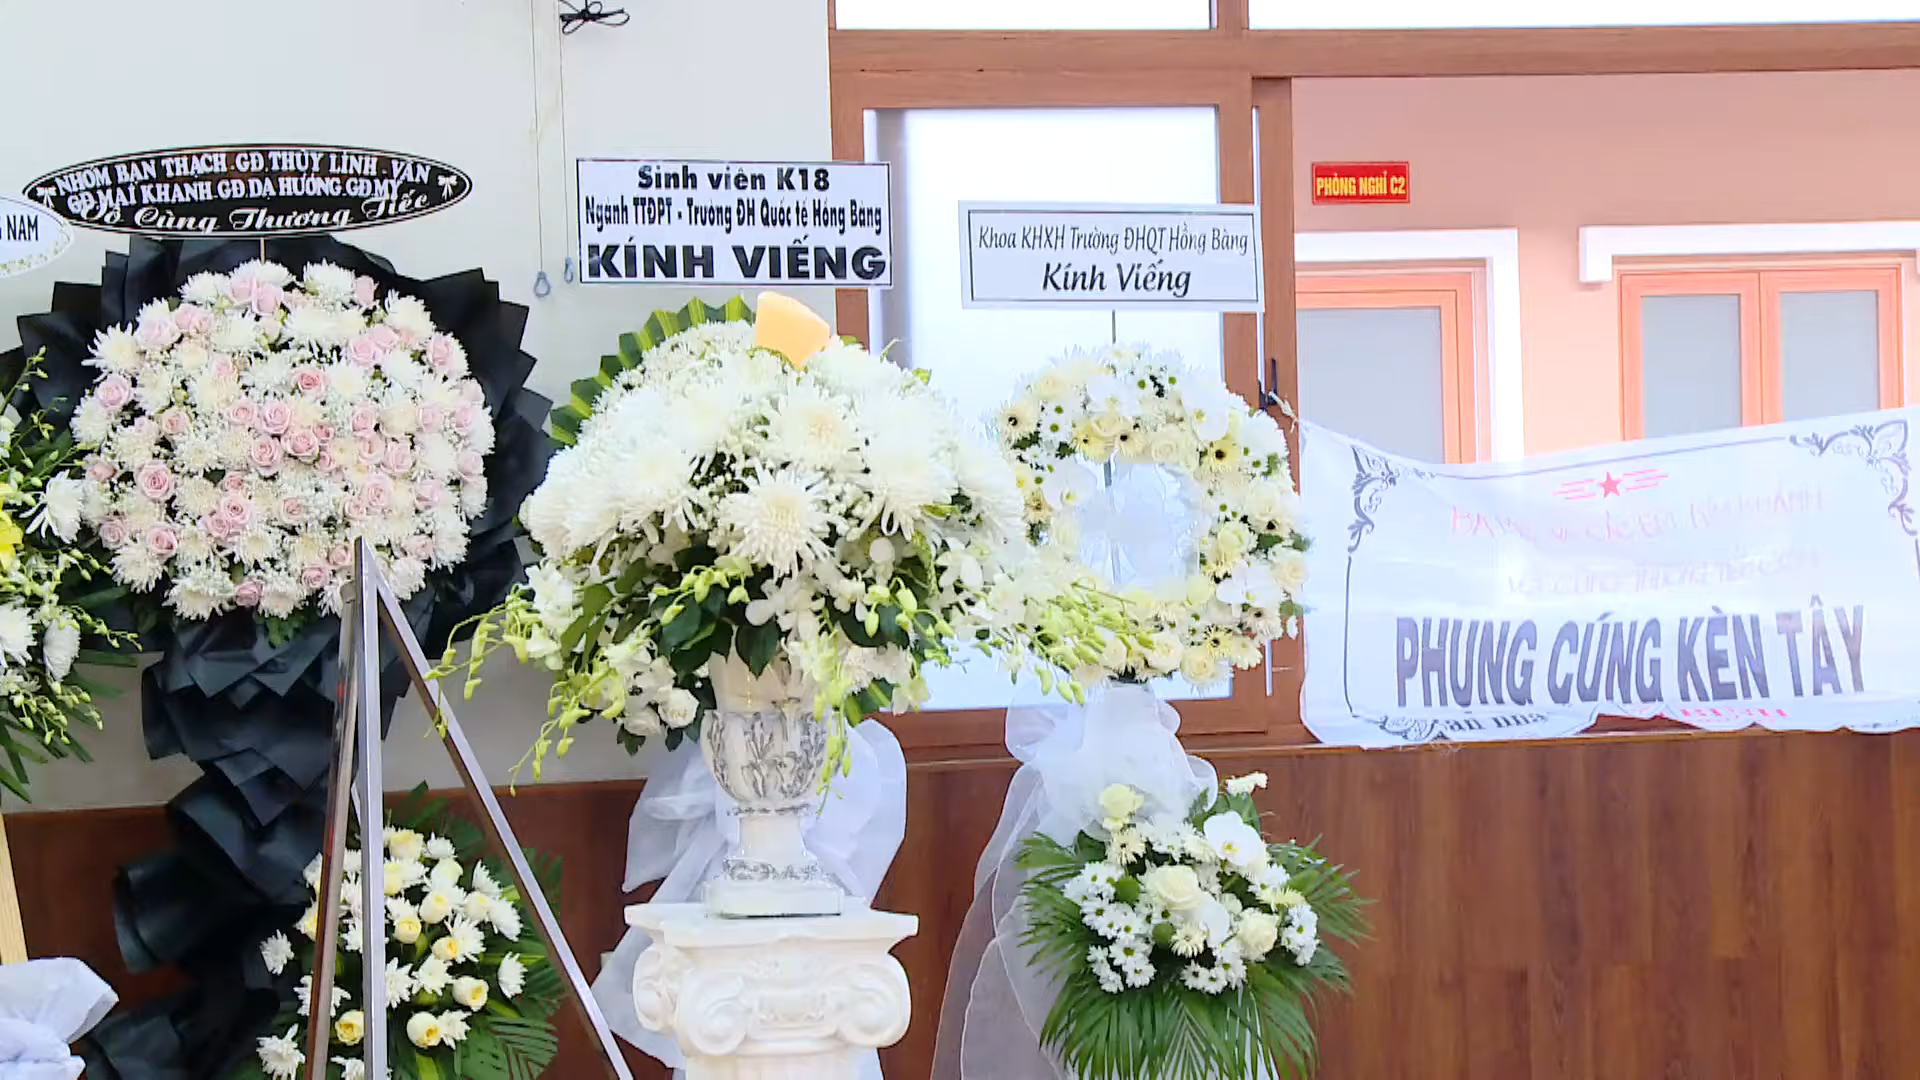 NHÓM BẠN THẠCH.GĐ.THÙY LINH.VÂN
GĐ.MAI KHANH.GĐ.DẠ HƯƠNG.GĐ MY
Vô Cùng Thương Tiếc
NAM
Sinh viên K18
Ngành TTĐPT - Trường ĐH Quốc tế Hồng Bàng
KÍNH VIẾNG
Khoa KHXH Trường ĐHQT Hồng Bàng
Kính Viếng
PHÒNG NGHỈ C2
PHUNG CÚNG KÈN TÂY